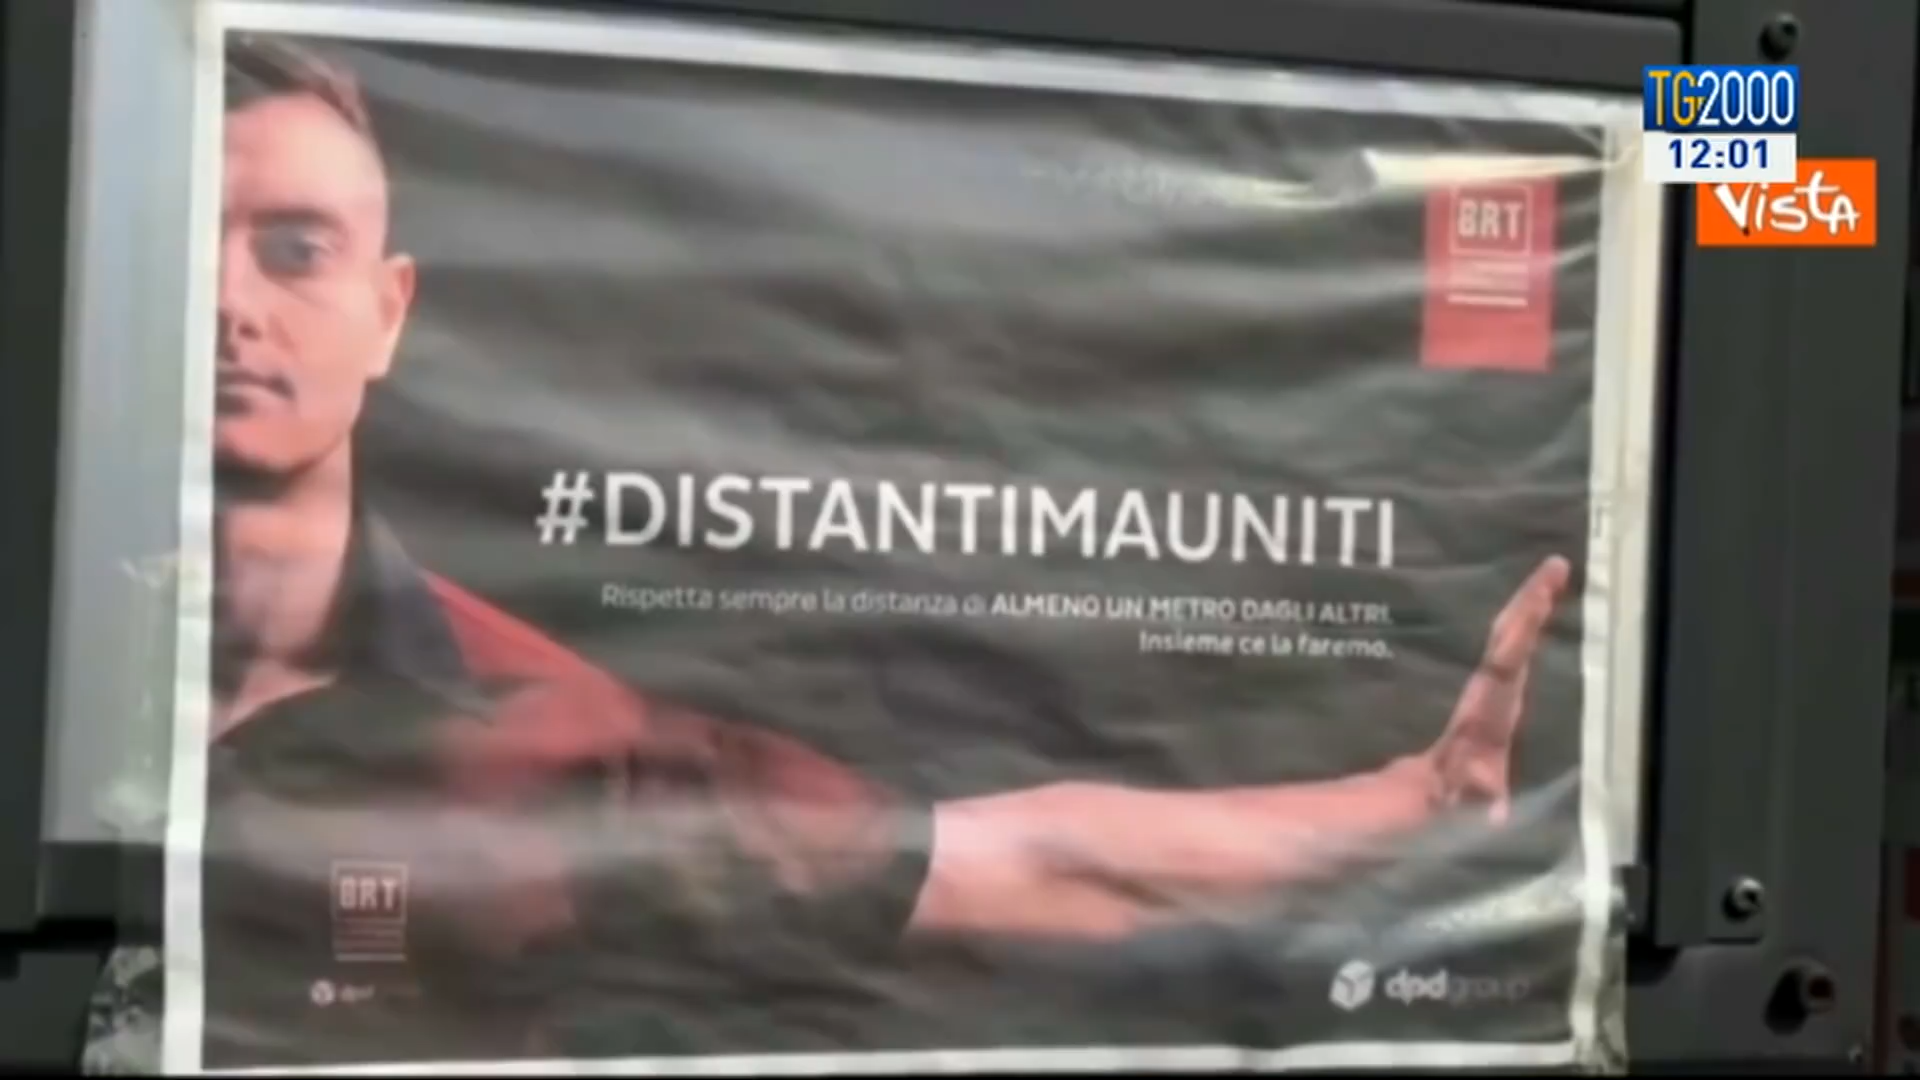 TG2000
12:01
Vista
BRT
#DISTANTIMAUNITI
Rispetta sempre la distanza di ALMENO UN METRO DAGLI ALTRI.
Insieme ce la faremo.
BRT
dpd
dpdgroup